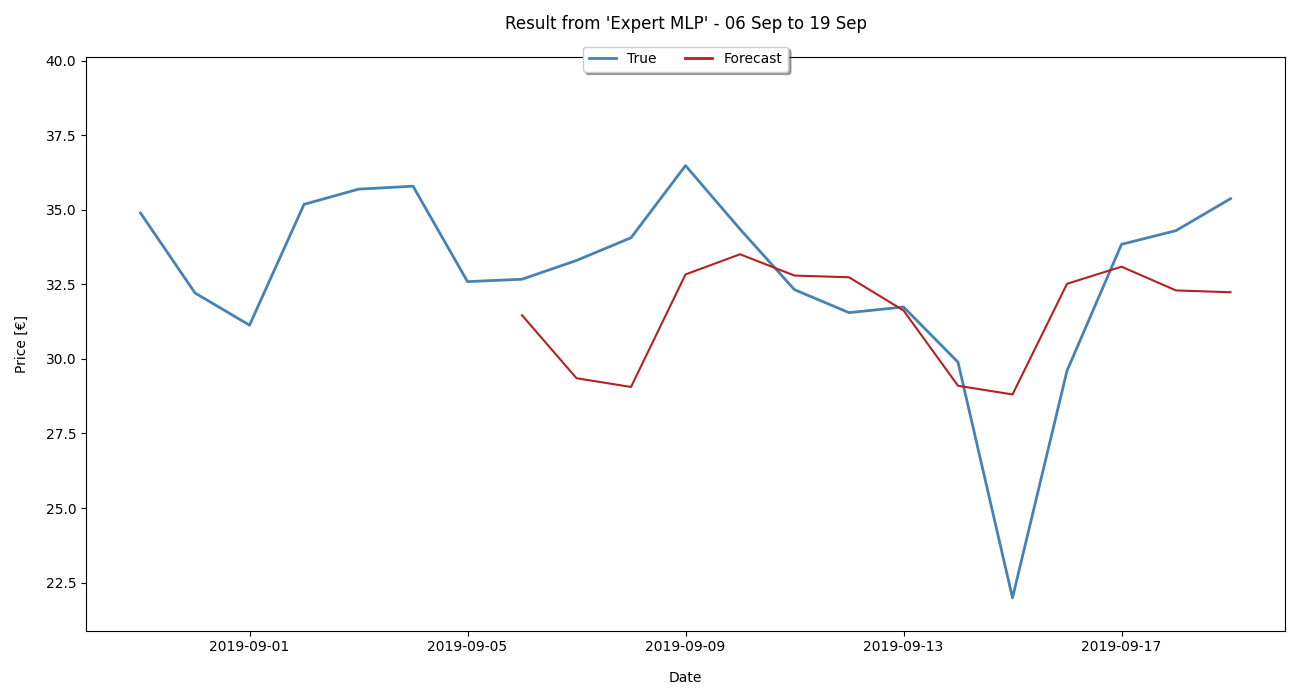 Result from 'Expert MLP' - 06 Sep to 19 Sep
True Forecast
40.0
37.5
35.0
32.5
30.0
27.5
25.0
22.5
Price [€]
2019-09-01 2019-09-05 2019-09-09 2019-09-13 2019-09-17
Date